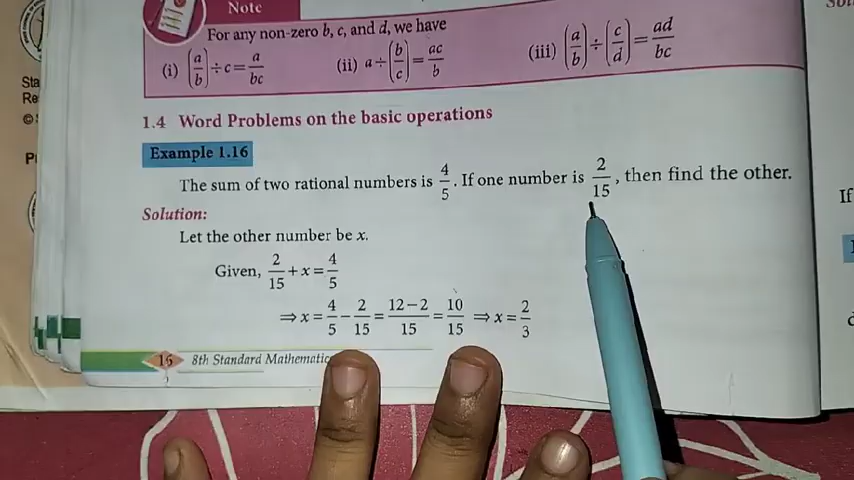 Note
For any non-zero b, c, and d, we have
(i) (a/b) ÷ c = a/bc (ii) a ÷ (b/c) = ac/b (iii) (a/b) ÷ (c/d) = ad/bc
1.4 Word Problems on the basic operations
Example 1.16
The sum of two rational numbers is 4/5. If one number is 2/15, then find the other.
Solution:
Let the other number be x.
Given, 2/15 + x = 4/5
⇒ x = 4/5 − 2/15 = (12−2)/15 = 10/15 ⇒ x = 2/3
16 8th Standard Mathematic
Sta
Re
©
If